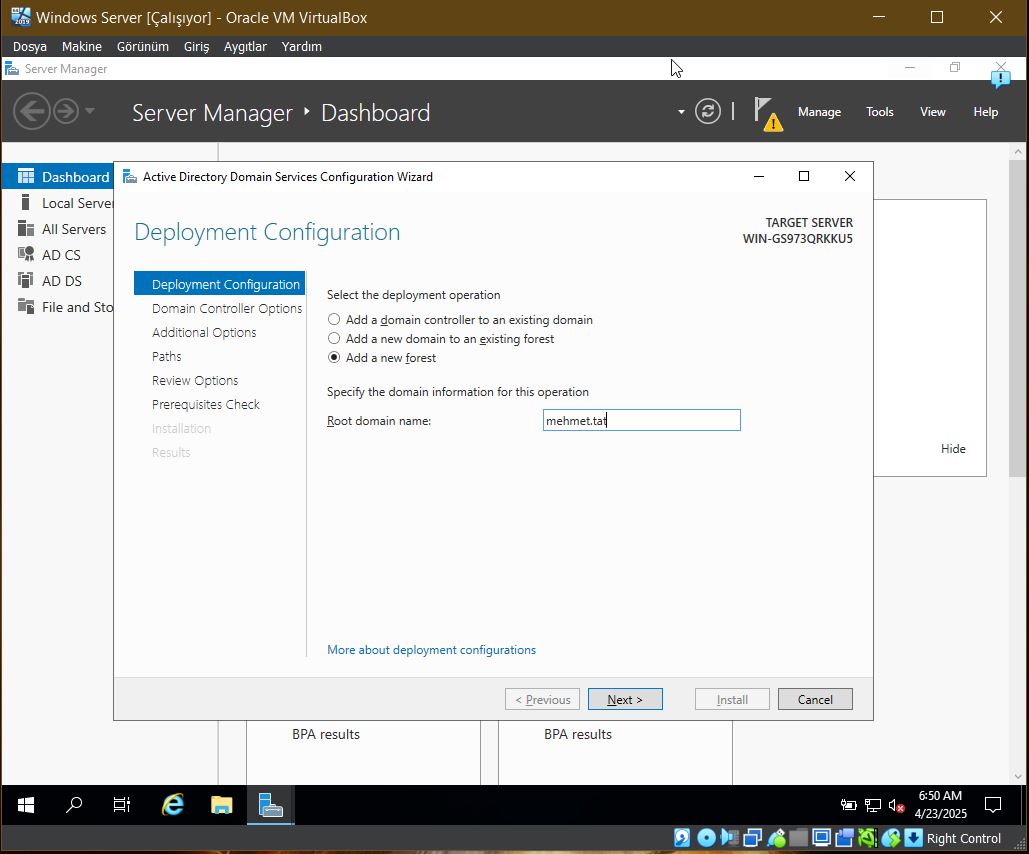 Windows Server [Çalışıyor] - Oracle VM VirtualBox
Dosya Makine Görünüm Giriş Aygıtlar Yardım
Server Manager
Server Manager Dashboard
Manage Tools View Help
Dashboard
Local Server
All Servers
AD CS
AD DS
File and Sto
Active Directory Domain Services Configuration Wizard
Deployment Configuration
TARGET SERVER
WIN-GS973QRKKU5
Deployment Configuration
Domain Controller Options
Additional Options
Paths
Review Options
Prerequisites Check
Installation
Results
Select the deployment operation
Add a domain controller to an existing domain
Add a new domain to an existing forest
Add a new forest
Specify the domain information for this operation
Root domain name: mehmet.tat
More about deployment configurations
< Previous Next > Install Cancel
Hide
BPA results BPA results
6:50 AM
4/23/2025
Right Control